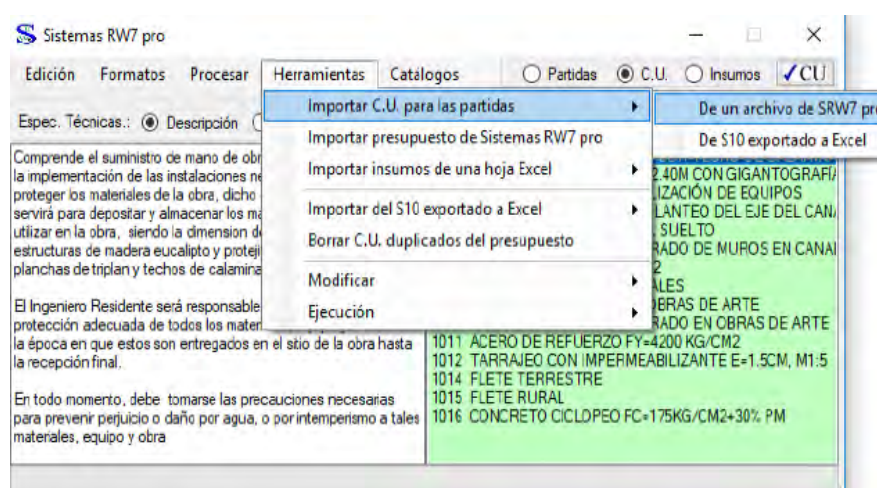 Sistemas RW7 pro
Edición Formatos Procesar Herramientas Catálogos Partidas C.U. Insumos ✓CU
Importar C.U. para las partidas
De un archivo de SRW7 pro
Importar presupuesto de Sistemas RW7 pro
De S10 exportado a Excel
Importar insumos de una hoja Excel
Importar del S10 exportado a Excel
Borrar C.U. duplicados del presupuesto
Modificar
Ejecución
Espec. Técnicas.: Descripción
Comprende el suministro de mano de obr
la implementación de las instalaciones ne
proteger los materiales de la obra, dicho
servirá para depositar y almacenar los ma
utilizar en la obra, siendo la dimension d
estructuras de madera eucalipto y proteji
planchas de triplan y techos de calamina
El Ingeniero Residente será responsable
protección adecuada de todos los mater
la época en que estos son entregados en el sitio de la obra hasta
la recepción final.
En todo momento, debe tomarse las precauciones necesarias
para prevenir perjuicio o daño por agua, o por intemperismo a tales
materiales, equipo y obra
2.40M CON GIGANTOGRAFIA
IZACIÓN DE EQUIPOS
LANTEO DEL EJE DEL CANA
SUELTO
RADO DE MUROS EN CANAL
2
ALES
OBRAS DE ARTE
RADO EN OBRAS DE ARTE
1011 ACERO DE REFUERZO FY=4200 KG/CM2
1012 TARRAJEO CON IMPERMEABILIZANTE E=1.5CM, M1:5
1014 FLETE TERRESTRE
1015 FLETE RURAL
1016 CONCRETO CICLOPEO FC=175KG/CM2+30% PM